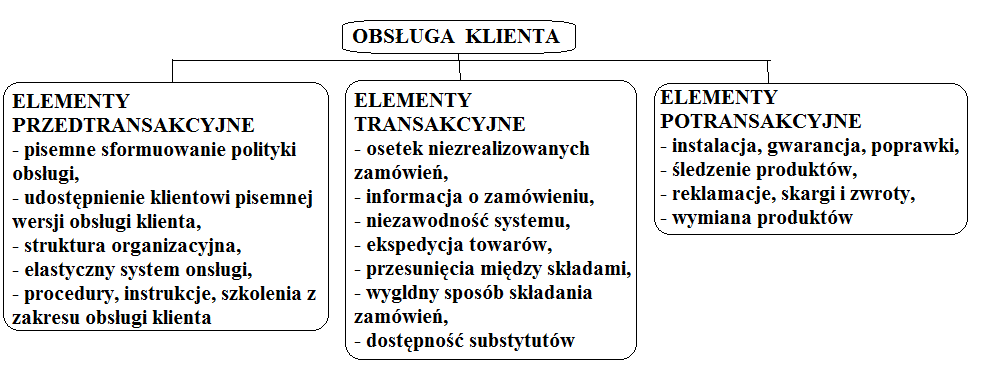 OBSŁUGA KLIENTA
ELEMENTY
PRZEDTRANSAKCYJNE
- pisemne sformuowanie polityki
obsługi,
- udostępnienie klientowi pisemnej
wersji obsługi klienta,
- struktura organizacyjna,
- elastyczny system onsługi,
- procedury, instrukcje, szkolenia z
zakresu obsługi klienta
ELEMENTY
TRANSAKCYJNE
- osetek niezrealizowanych
zamówień,
- informacja o zamówieniu,
- niezawodność systemu,
- ekspedycja towarów,
- przesunięcia między składami,
- wygldny sposób składania
zamówień,
- dostępność substytutów
ELEMENTY
POTRANSAKCYJNE
- instalacja, gwarancja, poprawki,
- śledzenie produktów,
- reklamacje, skargi i zwroty,
- wymiana produktów